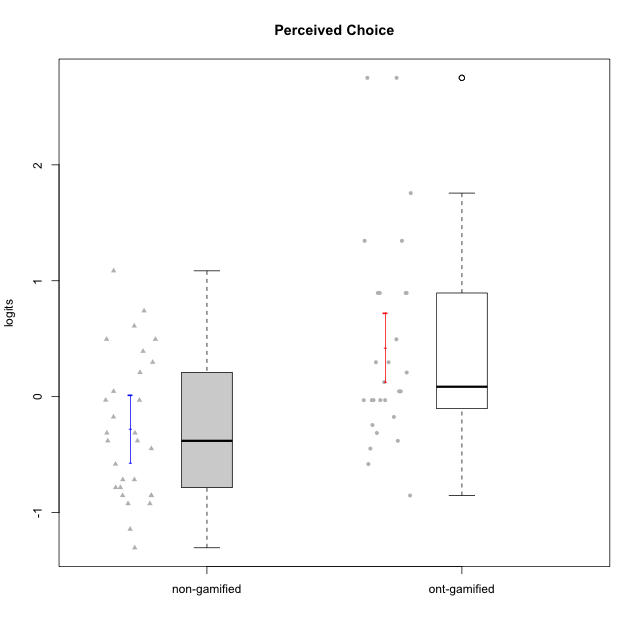 Perceived Choice
logits
2
1
0
-1
non-gamified
ont-gamified